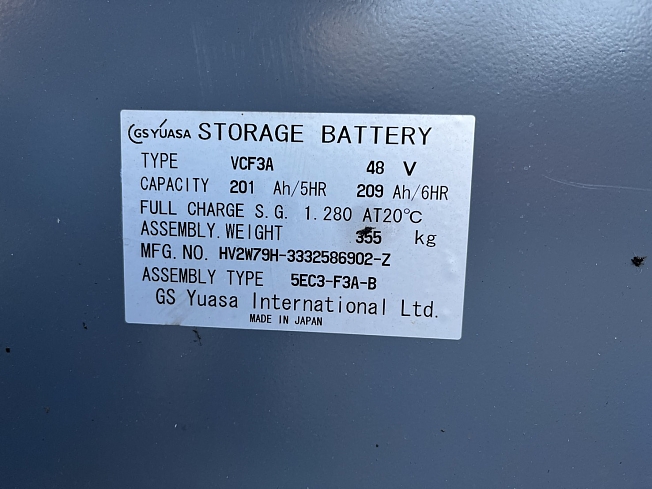 GS YUASA STORAGE BATTERY
TYPE VCF3A 48 V
CAPACITY 201 Ah/5HR 209 Ah/6HR
FULL CHARGE S.G. 1.280 AT20℃
ASSEMBLY.WEIGHT 355 kg
MFG.NO. HV2W79H-3332586902-Z
ASSEMBLY TYPE 5EC3-F3A-B
GS Yuasa International Ltd.
MADE IN JAPAN